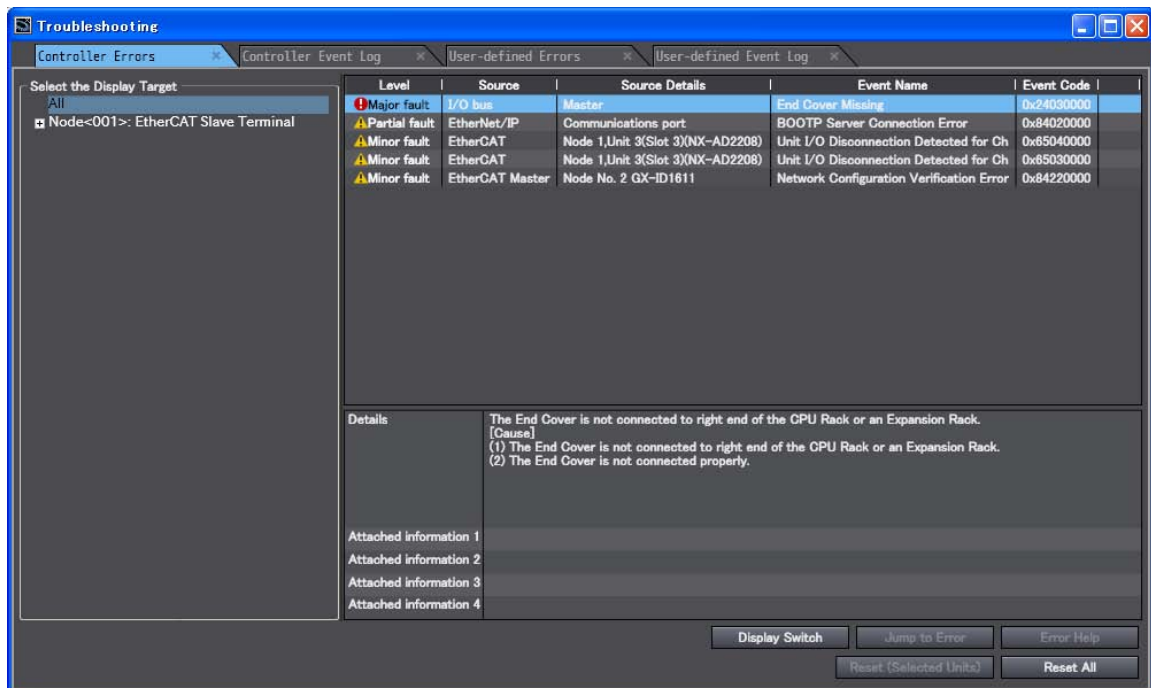 Troubleshooting
Controller Errors
Controller Event Log
User-defined Errors
User-defined Event Log
Select the Display Target
All
Node<001>: EtherCAT Slave Terminal
Level Source Source Details Event Name Event Code
Major fault I/O bus Master End Cover Missing 0x24030000
Partial fault EtherNet/IP Communications port BOOTP Server Connection Error 0x84020000
Minor fault EtherCAT Node 1,Unit 3(Slot 3)(NX-AD2208) Unit I/O Disconnection Detected for Ch 0x65040000
Minor fault EtherCAT Node 1,Unit 3(Slot 3)(NX-AD2208) Unit I/O Disconnection Detected for Ch 0x65030000
Minor fault EtherCAT Master Node No. 2 GX-ID1611 Network Configuration Verification Error 0x84220000
Details
The End Cover is not connected to right end of the CPU Rack or an Expansion Rack.
[Cause]
(1) The End Cover is not connected to right end of the CPU Rack or an Expansion Rack.
(2) The End Cover is not connected properly.
Attached information 1
Attached information 2
Attached information 3
Attached information 4
Display Switch Jump to Error Error Help
Reset (Selected Units) Reset All